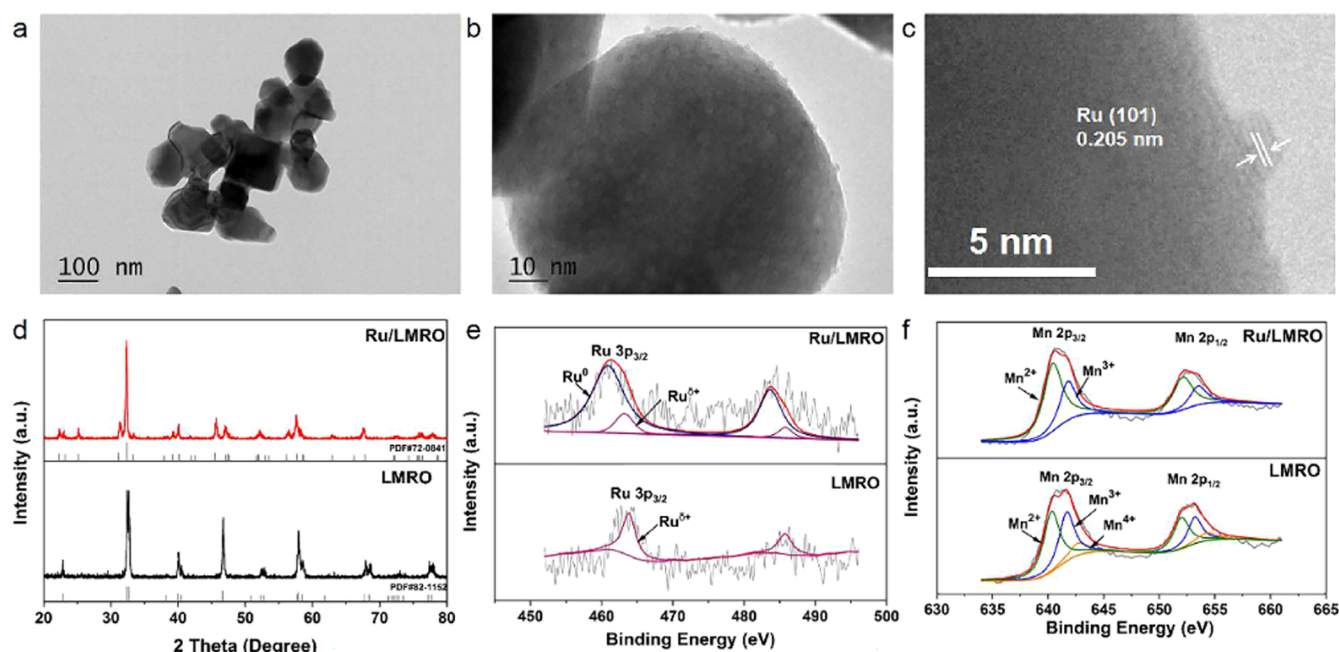 a
100 nm
b
10 nm
c
Ru (101)
0.205 nm
5 nm
d
Ru/LMRO
PDF#72-0841
LMRO
PDF#82-1152
Intensity (a.u.)
Intensity (a.u.)
20 30 40 50 60 70 80
2 Theta (Degree)
e
Ru/LMRO
Ru 3p3/2
Ru0
Ruδ+
LMRO
Ru 3p3/2
Ruδ+
Intensity (a.u.)
450 460 470 480 490 500
Binding Energy (eV)
f
Mn 2p3/2
Mn 2p1/2
Ru/LMRO
Mn2+
Mn3+
LMRO
Mn 2p3/2
Mn 2p1/2
Mn2+
Mn3+
Mn4+
Intensity (a.u.)
630 635 640 645 650 655 660 665
Binding Energy (eV)